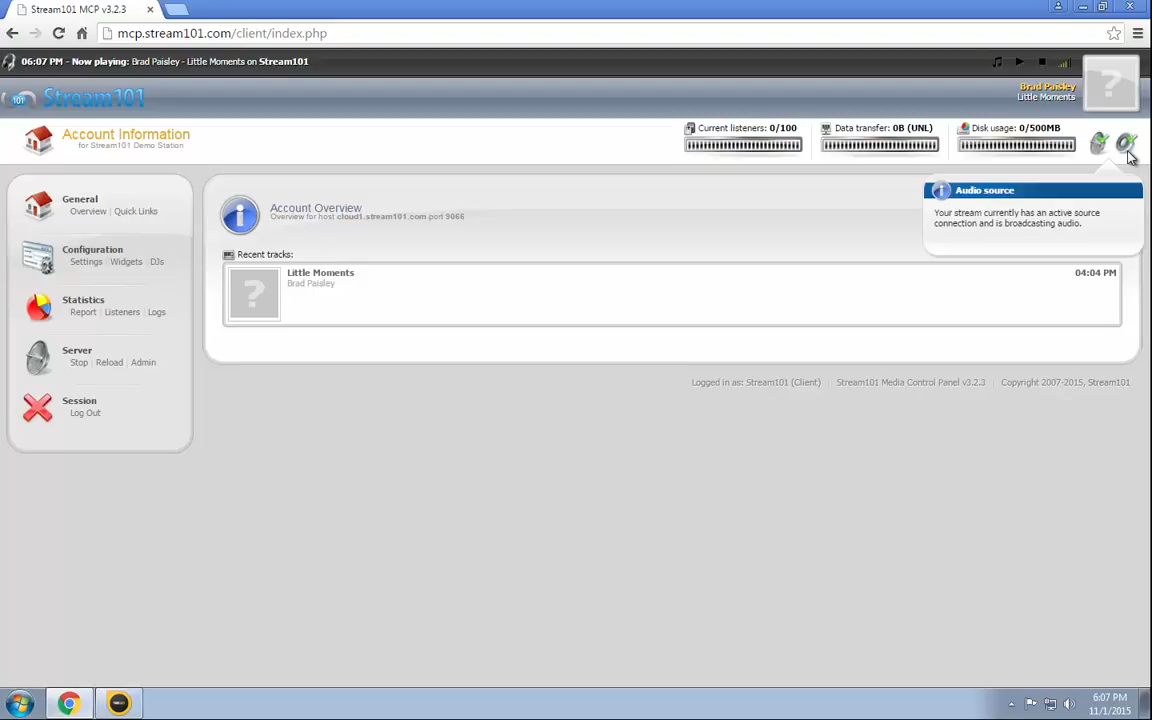 Stream101 MCP v3.2.3
mcp.stream101.com/client/index.php
06:07 PM - Now playing: Brad Paisley - Little Moments on Stream101
101 Stream101
Brad Paisley
Little Moments
?
Account Information
for Stream101 Demo Station
Current listeners: 0/100
Data transfer: 0B (UNL)
Disk usage: 0/500MB
Audio source
Your stream currently has an active source
connection and is broadcasting audio.
General
Overview | Quick Links
Configuration
Settings | Widgets | DJs
Statistics
Report | Listeners | Logs
Server
Stop | Reload | Admin
Session
Log Out
Account Overview
Overview for host cloud1.stream101.com port 9066
Recent tracks:
?
Little Moments
Brad Paisley
04:04 PM
Logged in as: Stream101 (Client) | Stream101 Media Control Panel v3.2.3 | Copyright 2007-2015, Stream101
6:07 PM
11/1/2015